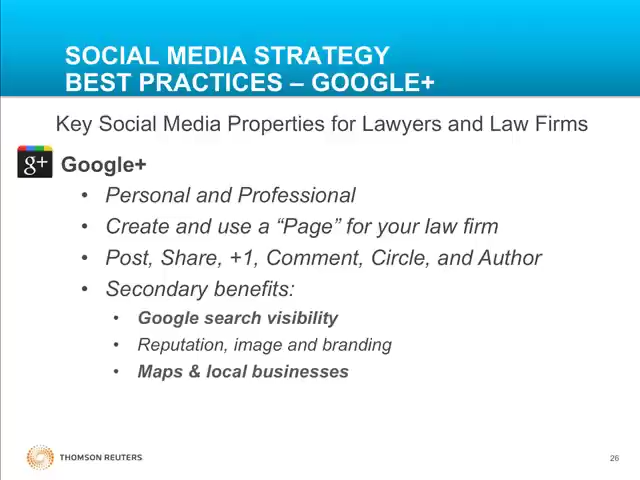 SOCIAL MEDIA STRATEGY
BEST PRACTICES – GOOGLE+
Key Social Media Properties for Lawyers and Law Firms
g+
Google+
• Personal and Professional
• Create and use a “Page” for your law firm
• Post, Share, +1, Comment, Circle, and Author
• Secondary benefits:
• Google search visibility
• Reputation, image and branding
• Maps & local businesses
THOMSON REUTERS
26